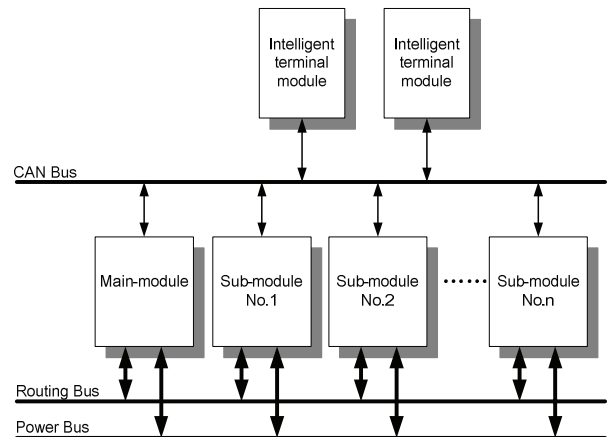 Intelligent
terminal
module
Intelligent
terminal
module
CAN Bus
Main-module
Sub-module
No.1
Sub-module
No.2
......
Sub-module
No.n
Routing Bus
Power Bus